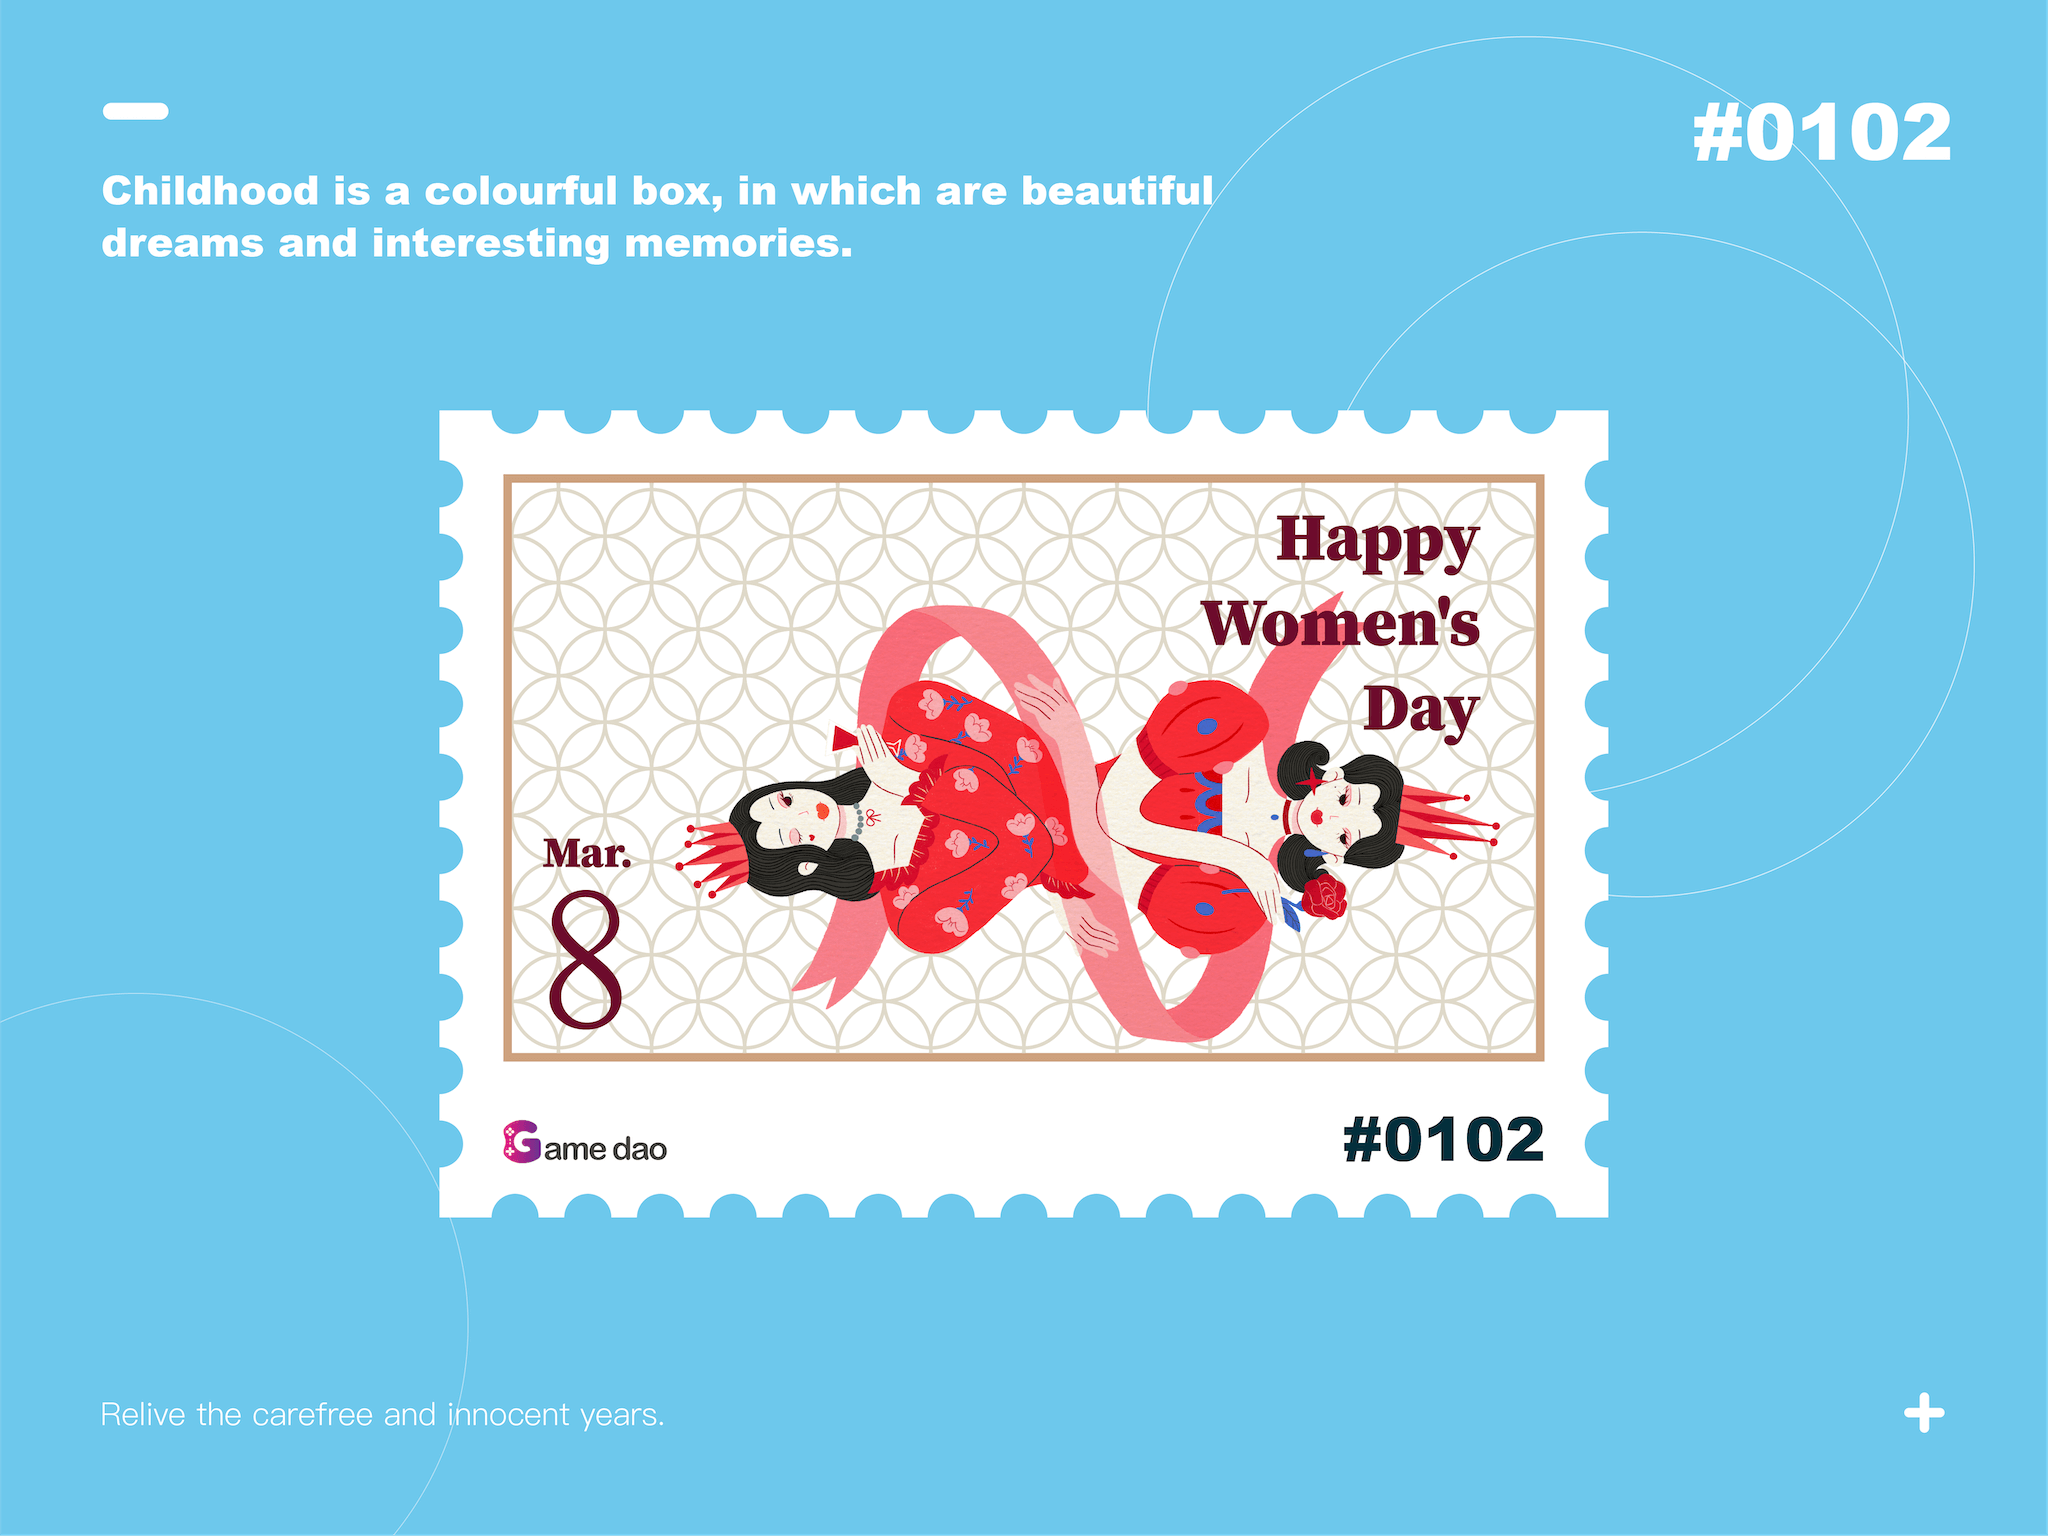 #0102
Childhood is a colourful box, in which are beautiful
dreams and interesting memories.
Happy
Women's
Day
Mar.
8
Game dao
#0102
Relive the carefree and innocent years.